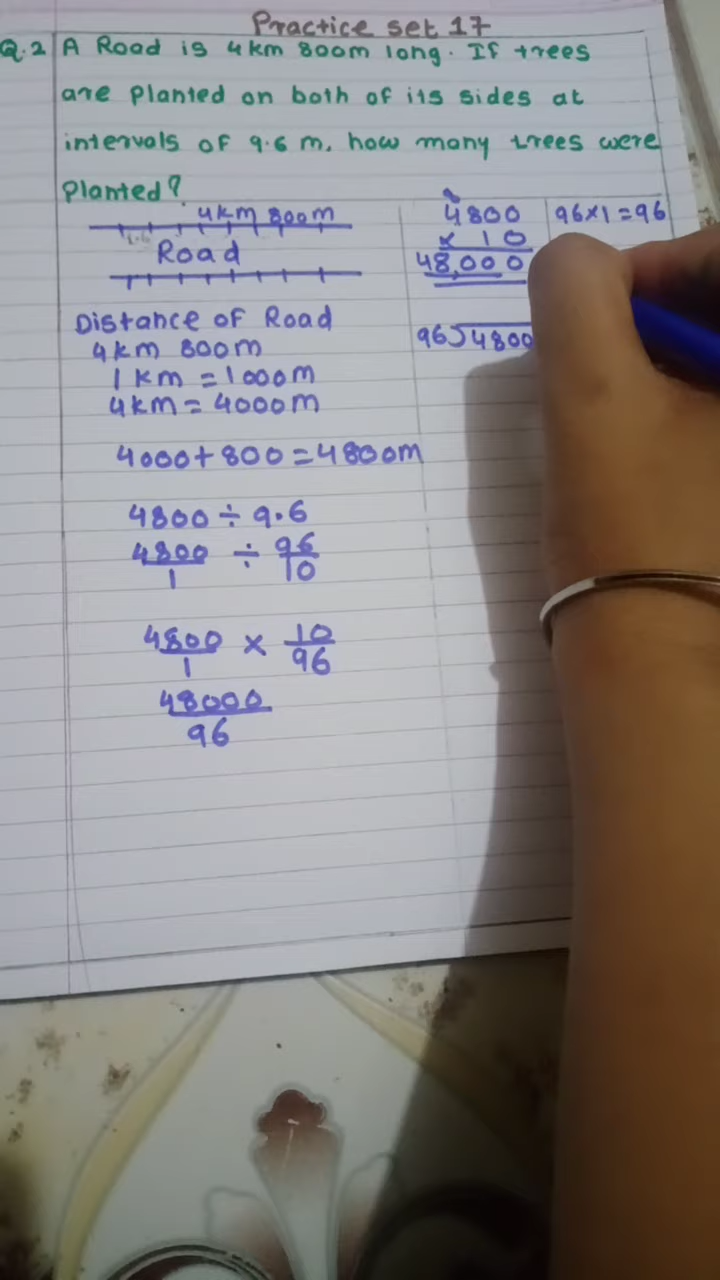 Practice set 17
Q.2 A Road is 4km 800m long. If trees
are planted on both of its sides at
intervals of 9.6 m, how many trees were
planted?
4km 800m
Road
Distance of Road
4km 800m
1 km = 1000m
4km = 4000m
4000 + 800 = 4800m
4800 ÷ 9.6
4800/1 ÷ 96/10
4800/1 × 10/96
48000/96
4800
× 10
48,000
96)4800
96×1=96